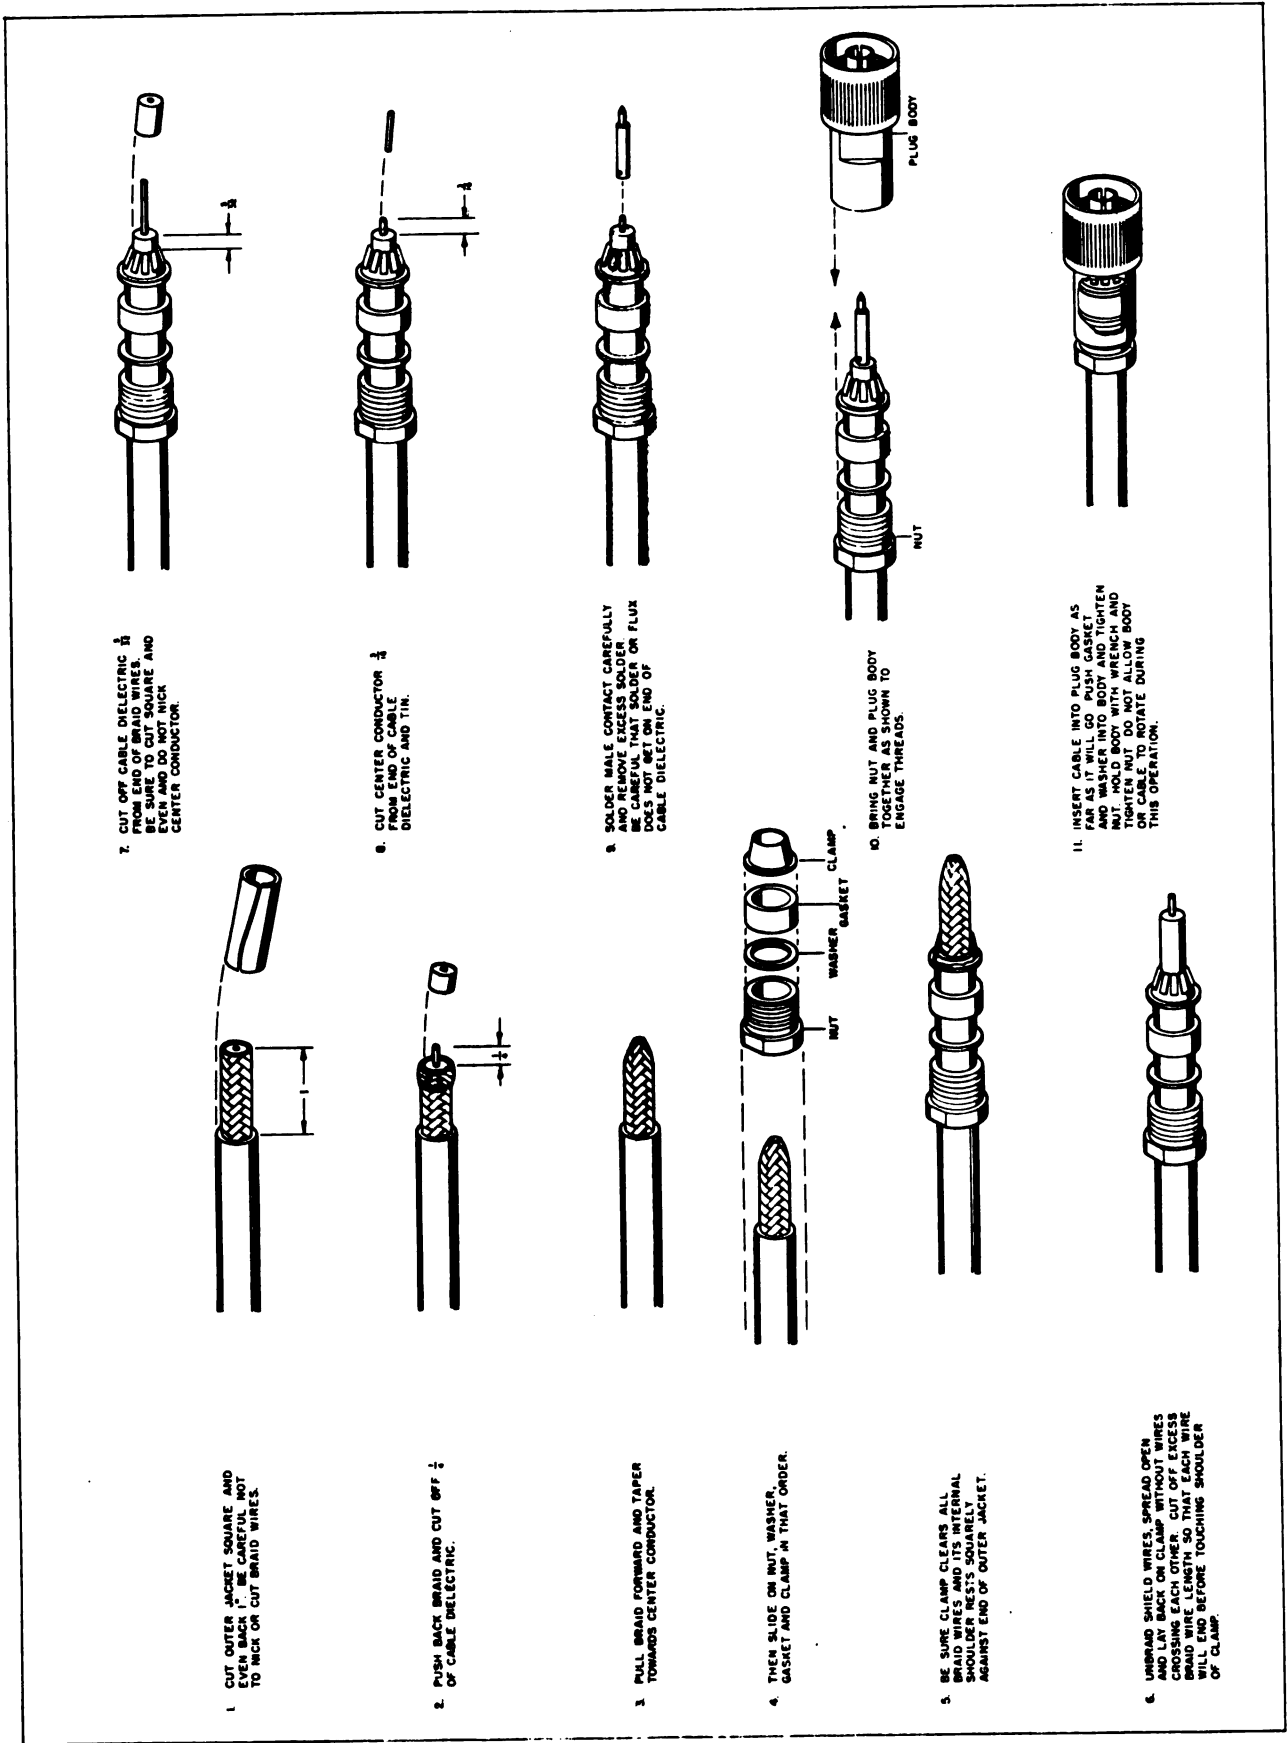 1. CUT OUTER JACKET SQUARE AND
EVEN BACK 1". BE CAREFUL NOT
TO NICK OR CUT BRAID WIRES.
1
2. PUSH BACK BRAID AND CUT OFF
OF CABLE DIELECTRIC.
3. PULL BRAID FORWARD AND TAPER
TOWARDS CENTER CONDUCTOR.
4. THEN SLIDE ON NUT, WASHER,
GASKET AND CLAMP IN THAT ORDER.
NUT
WASHER
GASKET
CLAMP
5. BE SURE CLAMP CLEARS ALL
BRAID WIRES AND ITS INTERNAL
SHOULDER RESTS SQUARELY
AGAINST END OF OUTER JACKET.
6. UNBRAID SHIELD WIRES, SPREAD OPEN
AND LAY BACK ON CLAMP WITHOUT WIRES
CROSSING EACH OTHER. CUT OFF EXCESS
BRAID WIRE LENGTH SO THAT EACH WIRE
WILL END BEFORE TOUCHING SHOULDER
OF CLAMP.
7. CUT OFF CABLE DIELECTRIC 3/32
FROM END OF BRAID WIRES.
BE SURE TO CUT SQUARE AND
EVEN AND DO NOT NICK
CENTER CONDUCTOR.
3/32
8. CUT CENTER CONDUCTOR 3/16
FROM END OF CABLE
DIELECTRIC AND TIN.
3/16
9. SOLDER MALE CONTACT CAREFULLY
AND REMOVE EXCESS SOLDER.
BE CAREFUL THAT SOLDER OR FLUX
DOES NOT GET ON END OF
CABLE DIELECTRIC.
10. BRING NUT AND PLUG BODY
TOGETHER AS SHOWN TO
ENGAGE THREADS.
NUT
PLUG BODY
11. INSERT CABLE INTO PLUG BODY AS
FAR AS IT WILL GO PUSH GASKET
AND WASHER INTO BODY AND TIGHTEN
NUT. HOLD BODY WITH WRENCH AND
TIGHTEN NUT DO NOT ALLOW BODY
OR CABLE TO ROTATE DURING
THIS OPERATION.